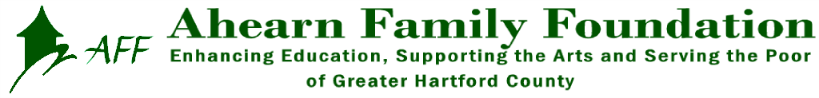 AFF
Ahearn Family Foundation
Enhancing Education, Supporting the Arts and Serving the Poor
of Greater Hartford County